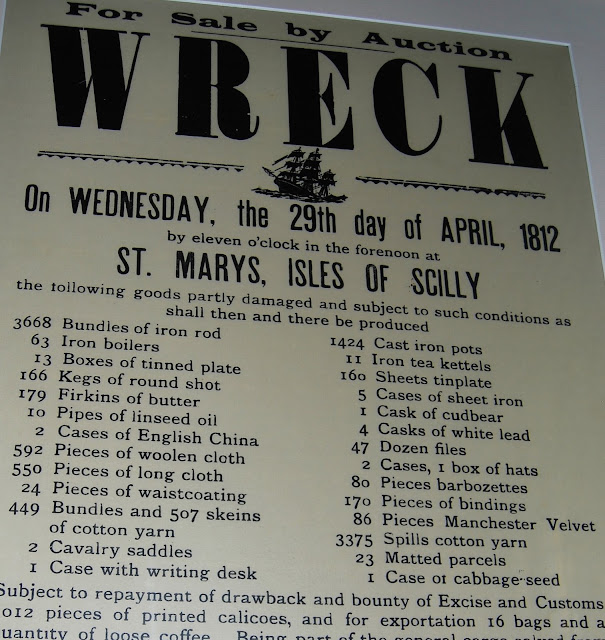 For Sale by Auction
WRECK
On WEDNESDAY, the 29th day of APRIL, 1812
by eleven o'clock in the forenoon at
ST. MARYS, ISLES OF SCILLY
the following goods partly damaged and subject to such conditions as
shall then and there be produced
3668 Bundles of iron rod
63 Iron boilers
13 Boxes of tinned plate
166 Kegs of round shot
179 Firkins of butter
10 Pipes of linseed oil
2 Cases of English China
592 Pieces of woolen cloth
550 Pieces of long cloth
24 Pieces of waistcoating
449 Bundles and 507 skeins
of cotton yarn
2 Cavalry saddles
1 Case with writing desk
1424 Cast iron pots
11 Iron tea kettels
160 Sheets tinplate
5 Cases of sheet iron
1 Cask of cudbear
4 Casks of white lead
47 Dozen files
2 Cases, 1 box of hats
80 Pieces barbozettes
170 Pieces of bindings
86 Pieces Manchester Velvet
3375 Spills cotton yarn
23 Matted parcels
1 Case of cabbage-seed
Subject to repayment of drawback and bounty of Excise and Customs
1012 pieces of printed calicoes, and for exportation 16 bags and a
quantity of loose coffee. Being part of the general cargo